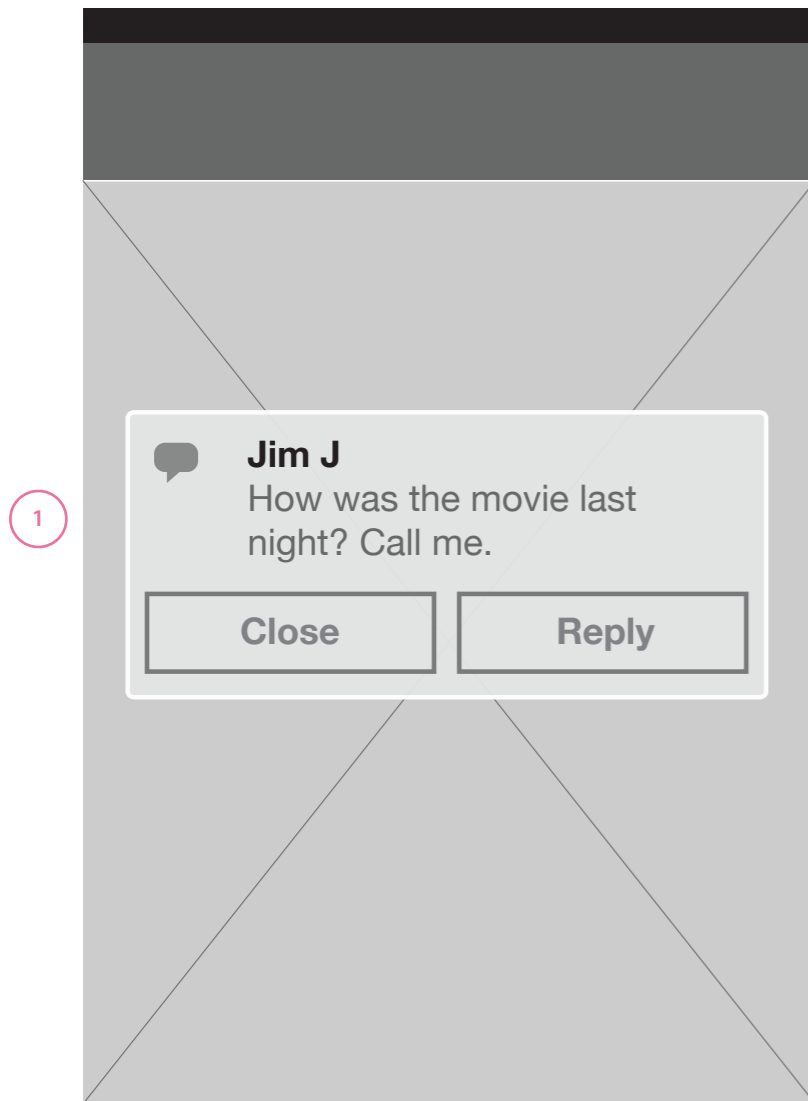 Jim J
How was the movie last
night? Call me.
1
Close
Reply